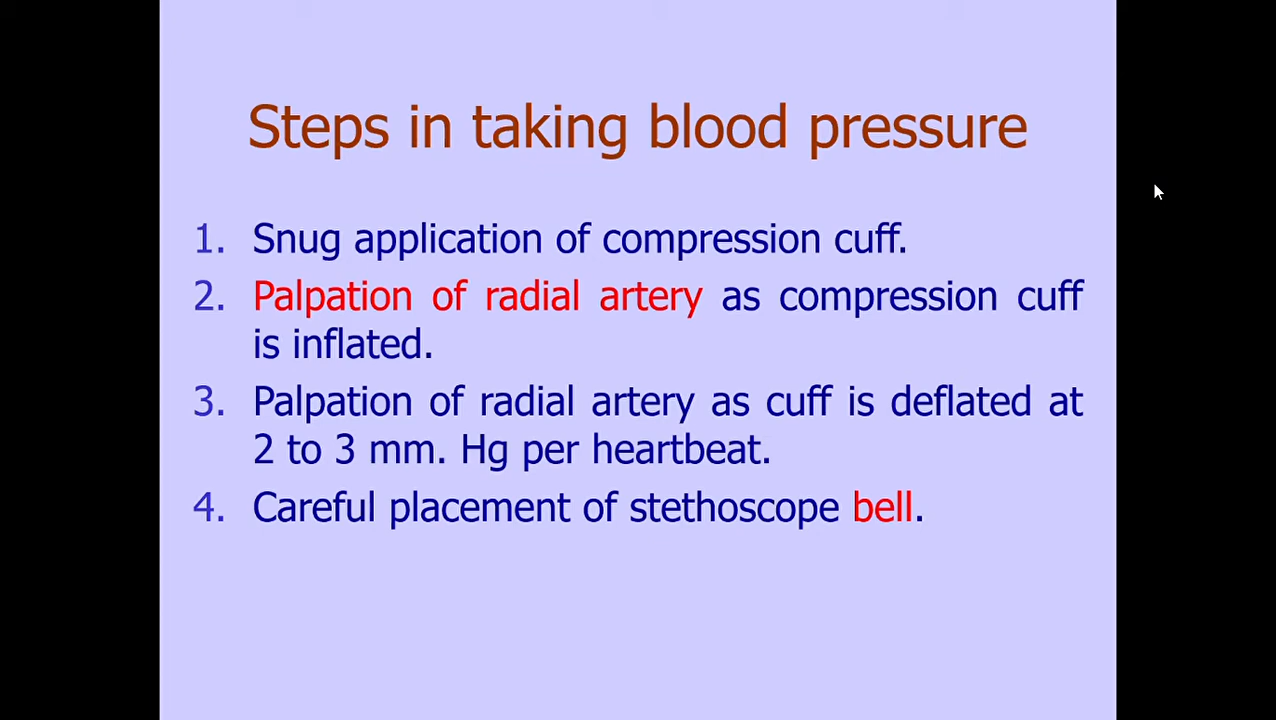 Steps in taking blood pressure
1. Snug application of compression cuff.
2. Palpation of radial artery as compression cuff
is inflated.
3. Palpation of radial artery as cuff is deflated at
2 to 3 mm. Hg per heartbeat.
4. Careful placement of stethoscope bell.